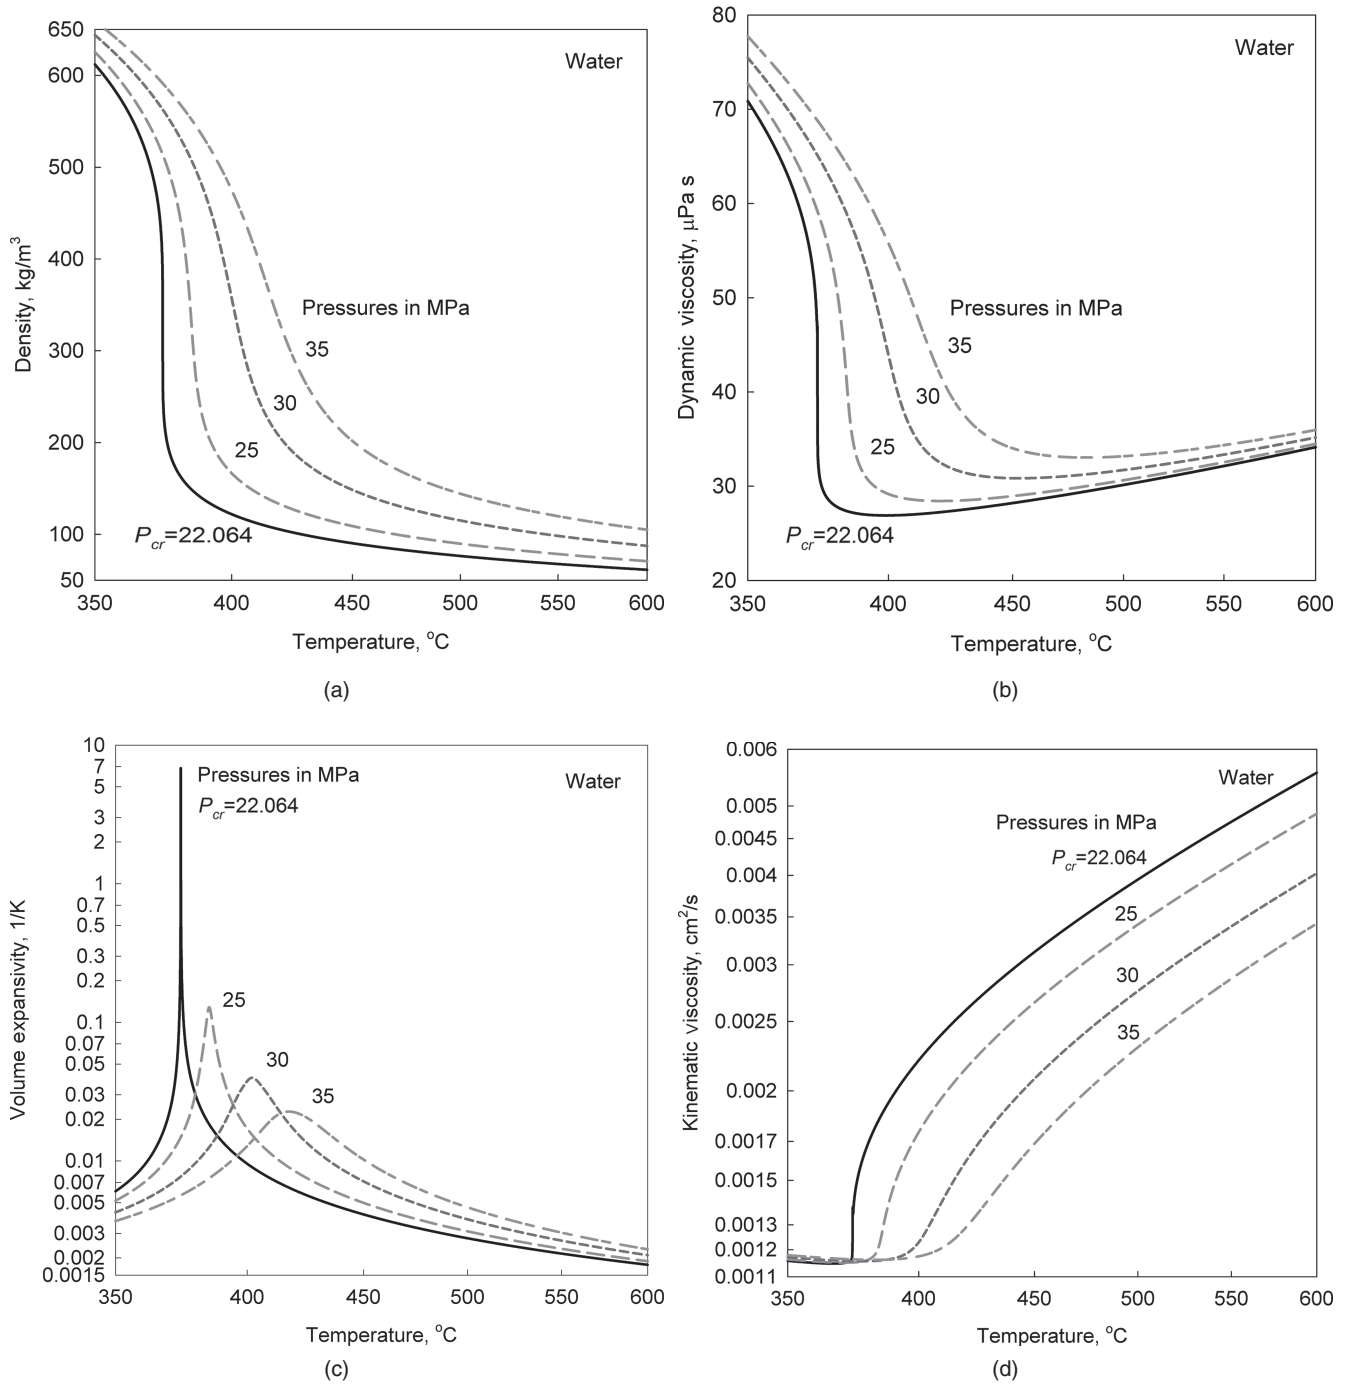 Water
Density, kg/m³
650
600
500
400
300
200
100
50
Pressures in MPa
35
30
25
Pcr=22.064
350 400 450 500 550 600
Temperature, °C
(a)
Water
Dynamic viscosity, μPa s
80
70
60
50
40
30
20
Pressures in MPa
35
30
25
Pcr=22.064
350 400 450 500 550 600
Temperature, °C
(b)
Volume expansivity, 1/K
10
7
5
3
2
1
0.7
0.5
0.3
0.2
0.1
0.07
0.05
0.03
0.02
0.01
0.007
0.005
0.003
0.002
0.0015
Pressures in MPa
Water
Pcr=22.064
25
30
35
350 400 450 500 550 600
Temperature, °C
(c)
Kinematic viscosity, cm²/s
0.006
0.005
0.0045
0.004
0.0035
0.003
0.0025
0.002
0.0017
0.0015
0.0013
0.0012
0.0011
Water
Pressures in MPa
Pcr=22.064
25
30
35
350 400 450 500 550 600
Temperature, °C
(d)